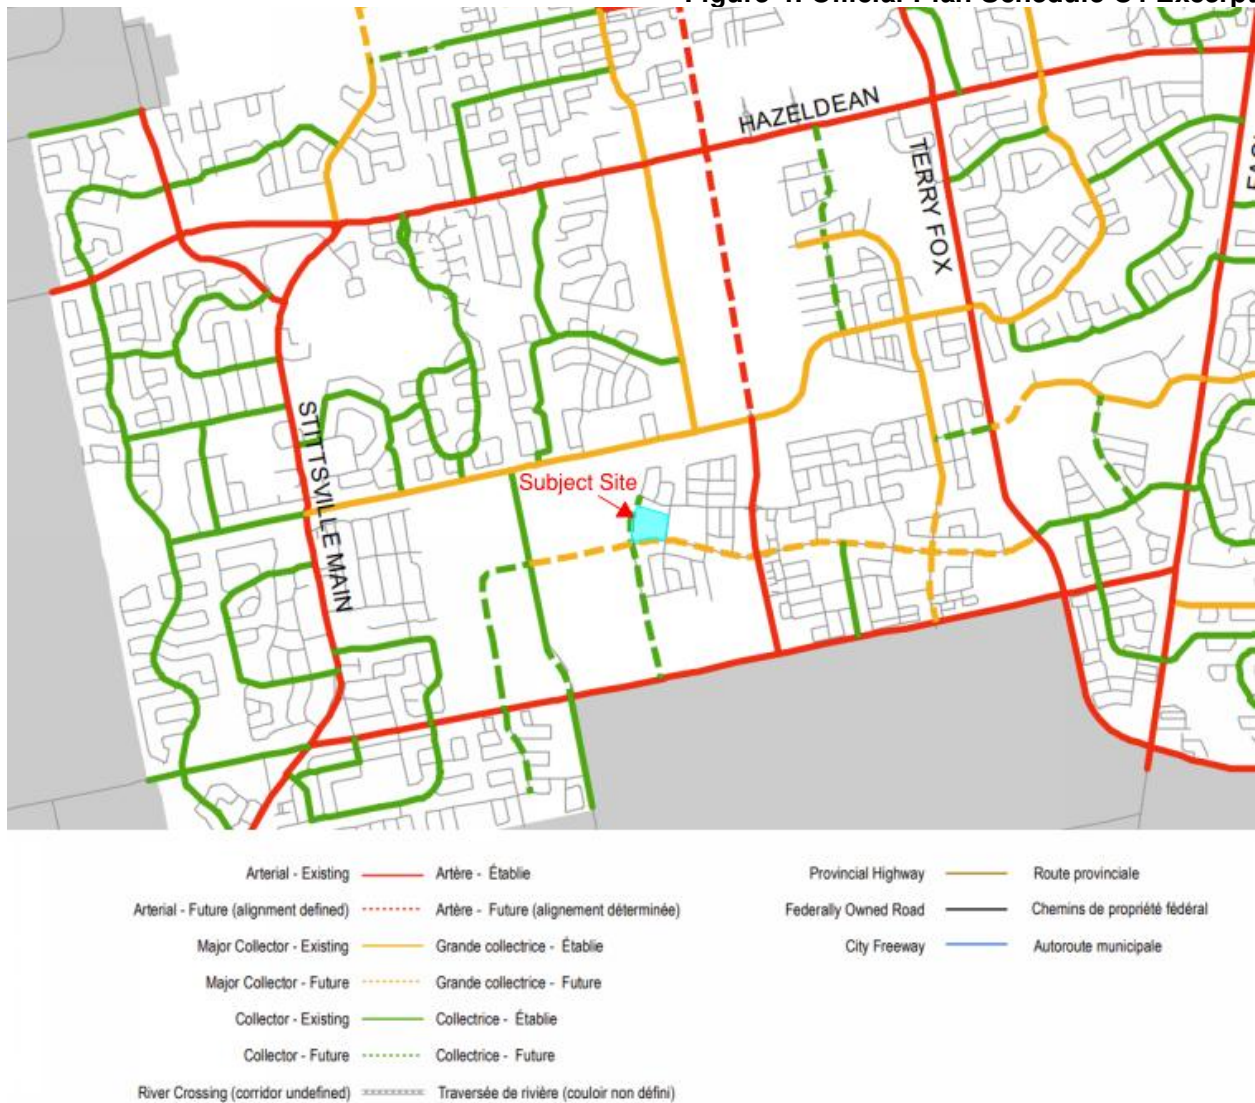 HAZELDEAN
TERRY FOX
STITTSVILLE MAIN
Subject Site
Arterial - Existing Artère - Établie
Arterial - Future (alignment defined) Artère - Future (alignement déterminée)
Major Collector - Existing Grande collectrice - Établie
Major Collector - Future Grande collectrice - Future
Collector - Existing Collectrice - Établie
Collector - Future Collectrice - Future
River Crossing (corridor undefined) Traversée de rivière (couloir non défini)
Provincial Highway Route provinciale
Federally Owned Road Chemins de propriété fédéral
City Freeway Autoroute municipale